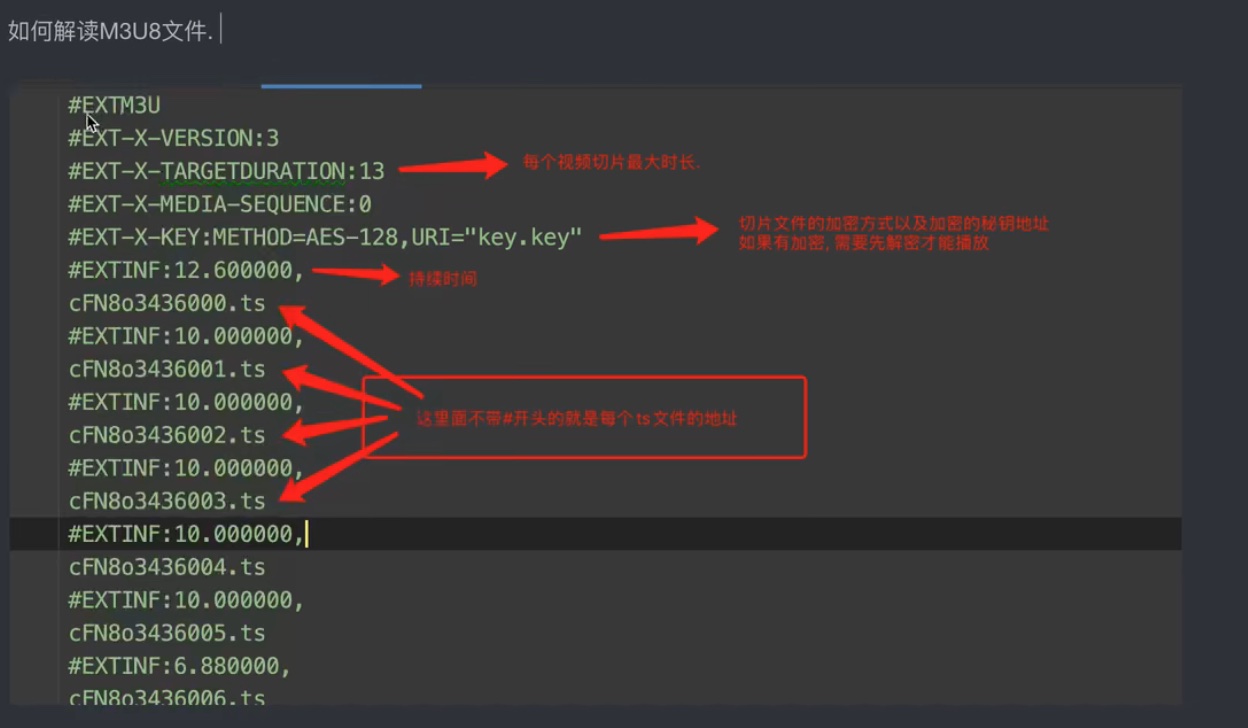 如何解读M3U8文件.
#EXTM3U
#EXT-X-VERSION:3
#EXT-X-TARGETDURATION:13
每个视频切片最大时长.
#EXT-X-MEDIA-SEQUENCE:0
#EXT-X-KEY:METHOD=AES-128,URI="key.key"
切片文件的加密方式以及加密的秘钥地址
如果有加密, 需要先解密才能播放
#EXTINF:12.600000,
持续时间
cFN8o3436000.ts
#EXTINF:10.000000,
cFN8o3436001.ts
#EXTINF:10.000000,
这里面不带#开头的就是每个ts文件的地址
cFN8o3436002.ts
#EXTINF:10.000000,
cFN8o3436003.ts
#EXTINF:10.000000,
cFN8o3436004.ts
#EXTINF:10.000000,
cFN8o3436005.ts
#EXTINF:6.880000,
cFN8o3436006.ts